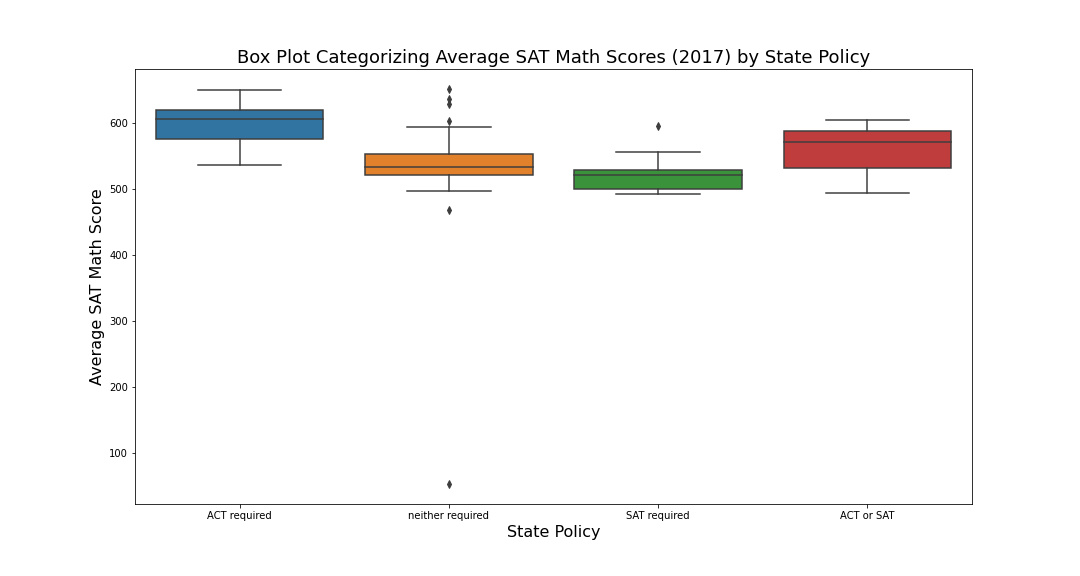 Box Plot Categorizing Average SAT Math Scores (2017) by State Policy
Average SAT Math Score
600
500
400
300
200
100
ACT required
neither required
SAT required
ACT or SAT
State Policy